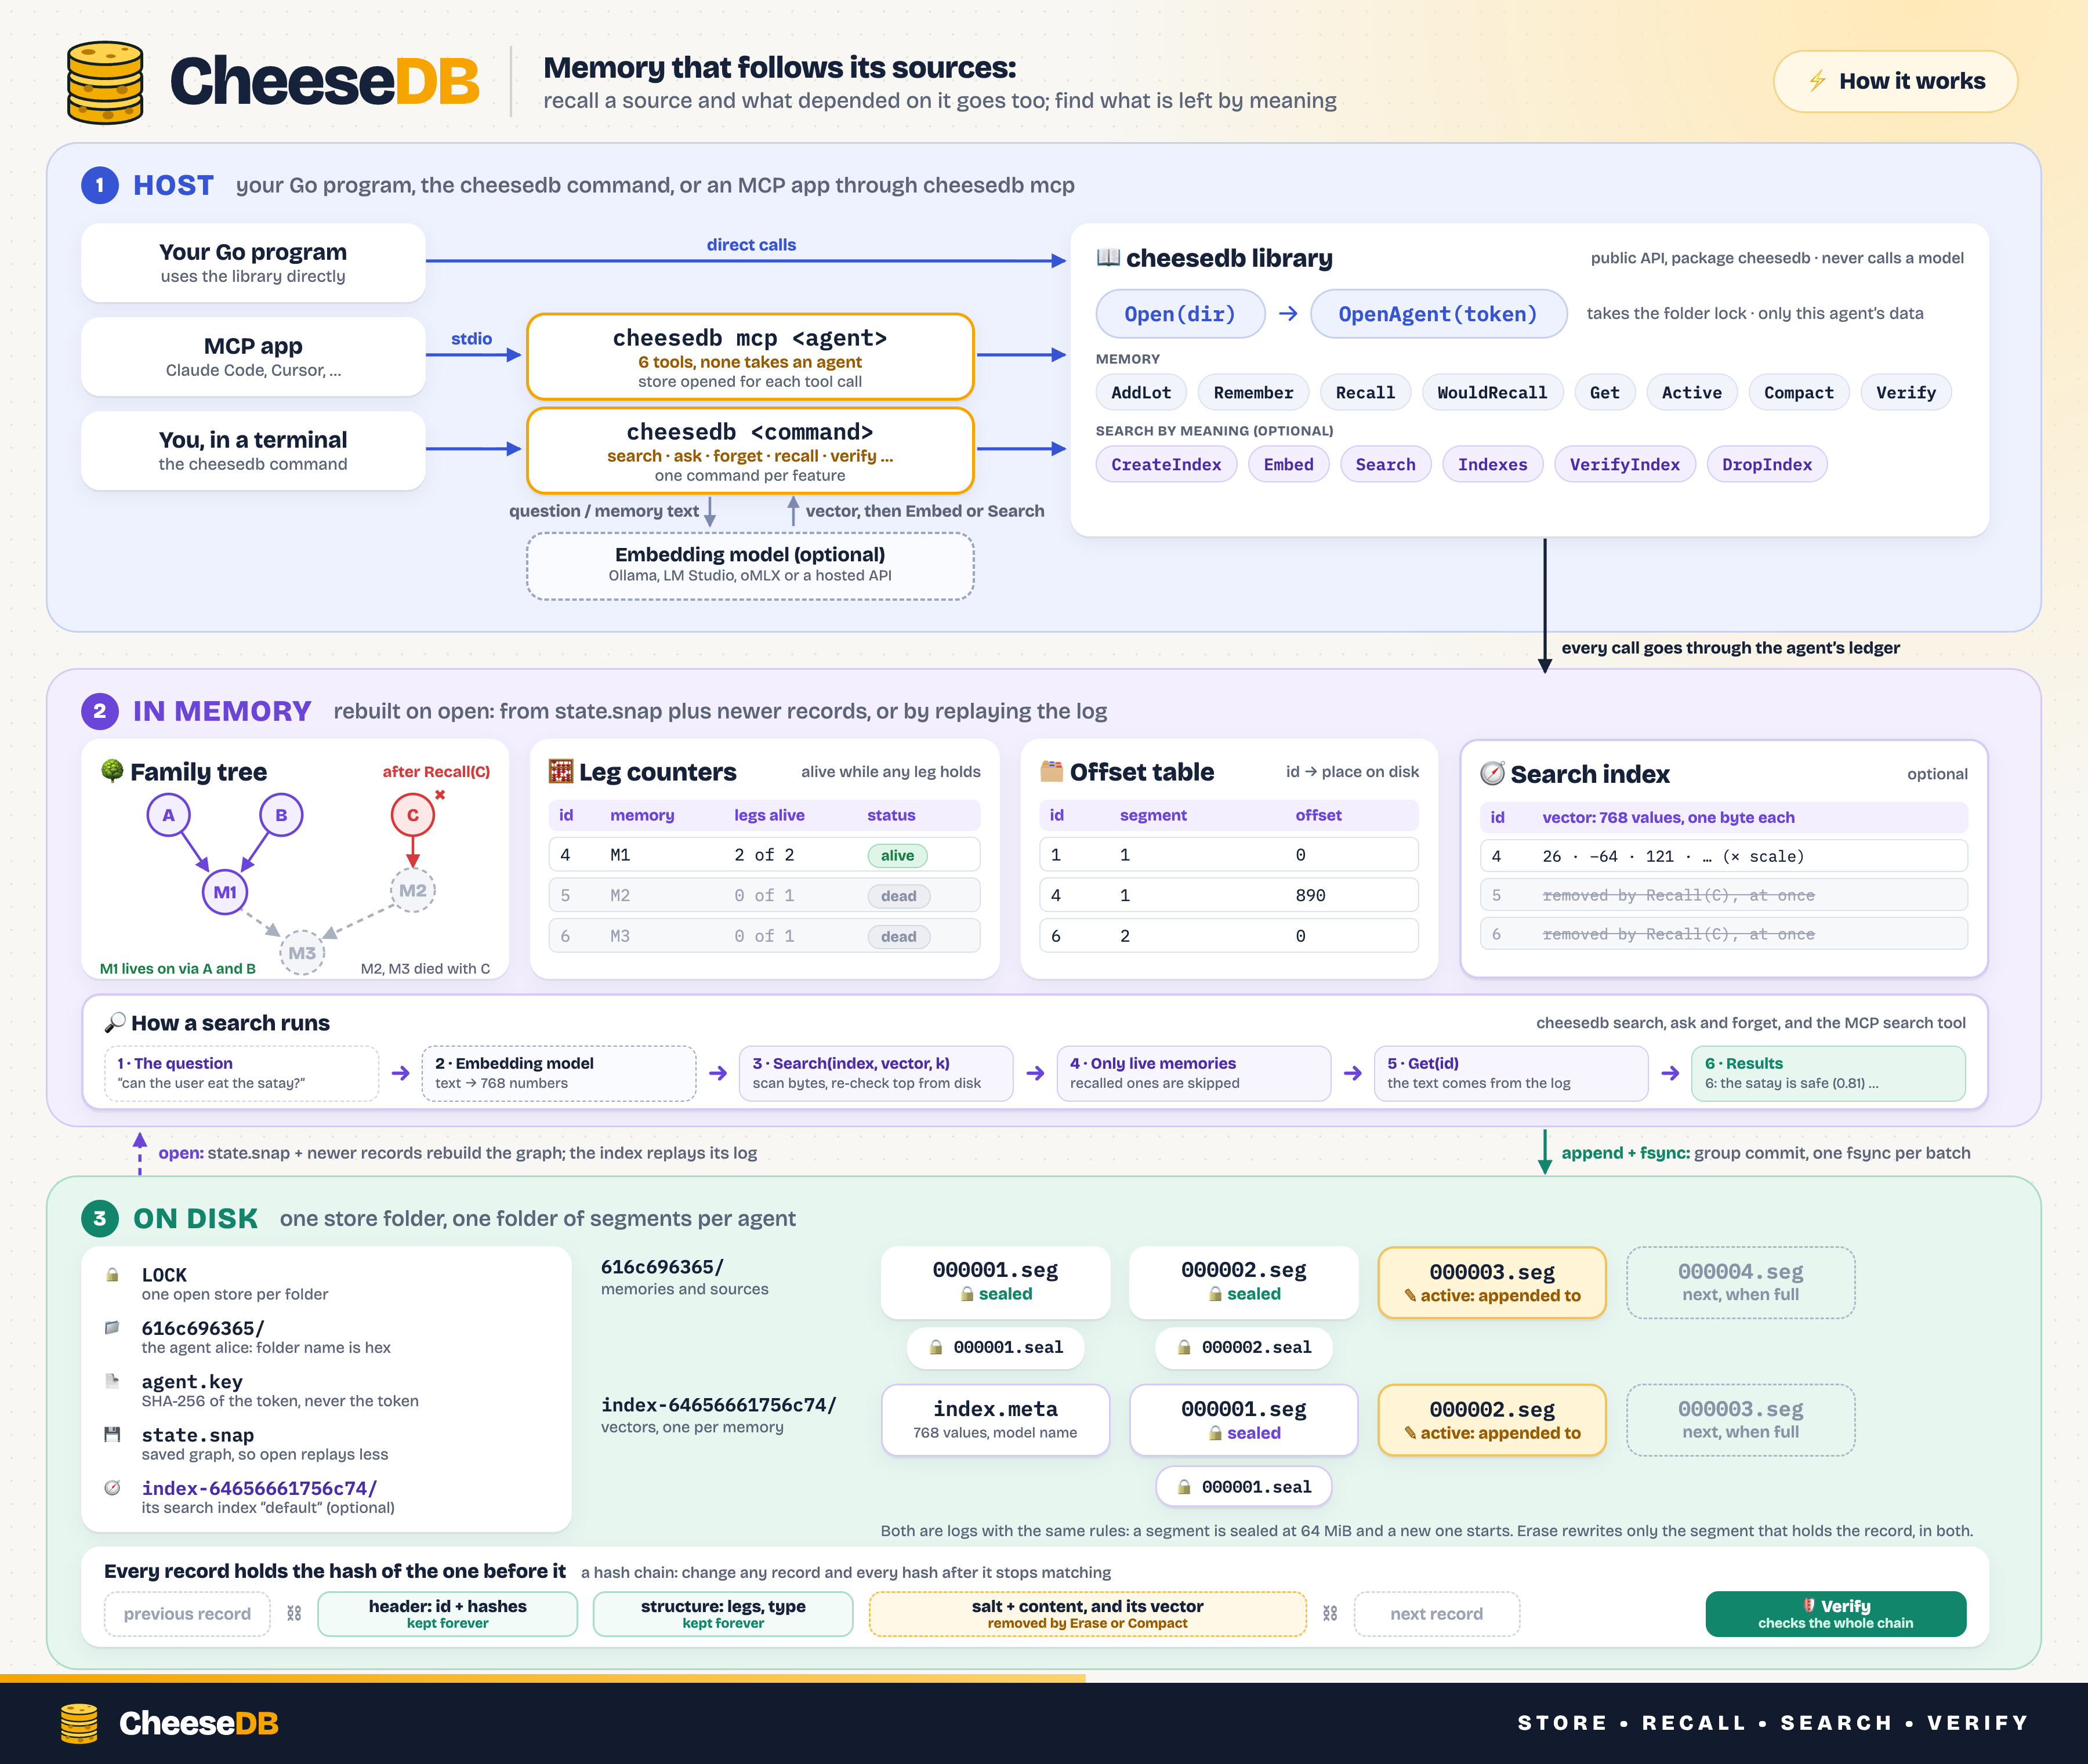 CheeseDB
Memory that follows its sources:
recall a source and what depended on it goes too; find what is left by meaning
⚡ How it works
1 HOST your Go program, the cheesedb command, or an MCP app through cheesedb mcp
Your Go program
uses the library directly
direct calls
MCP app
Claude Code, Cursor, ...
stdio
cheesedb mcp <agent>
6 tools, none takes an agent
store opened for each tool call
You, in a terminal
the cheesedb command
cheesedb <command>
search · ask · forget · recall · verify ...
one command per feature
question / memory text
vector, then Embed or Search
Embedding model (optional)
Ollama, LM Studio, oMLX or a hosted API
cheesedb library
public API, package cheesedb · never calls a model
Open(dir) → OpenAgent(token) takes the folder lock · only this agent's data
MEMORY
AddLot Remember Recall WouldRecall Get Active Compact Verify
SEARCH BY MEANING (OPTIONAL)
CreateIndex Embed Search Indexes VerifyIndex DropIndex
every call goes through the agent's ledger
2 IN MEMORY rebuilt on open: from state.snap plus newer records, or by replaying the log
Family tree after Recall(C)
A B C ✖
M1 M2
M3
M1 lives on via A and B M2, M3 died with C
Leg counters alive while any leg holds
id memory legs alive status
4 M1 2 of 2 alive
5 M2 0 of 1 dead
6 M3 0 of 1 dead
Offset table id → place on disk
id segment offset
1 1 0
4 1 890
6 2 0
Search index optional
id vector: 768 values, one byte each
4 26 · −64 · 121 · … (× scale)
5 removed by Recall(C), at once
6 removed by Recall(C), at once
How a search runs
cheesedb search, ask and forget, and the MCP search tool
1 · The question
"can the user eat the satay?"
2 · Embedding model
text → 768 numbers
3 · Search(index, vector, k)
scan bytes, re-check top from disk
4 · Only live memories
recalled ones are skipped
5 · Get(id)
the text comes from the log
6 · Results
6: the satay is safe (0.81) ...
open: state.snap + newer records rebuild the graph; the index replays its log
append + fsync: group commit, one fsync per batch
3 ON DISK one store folder, one folder of segments per agent
LOCK
one open store per folder
616c696365/
the agent alice: folder name is hex
agent.key
SHA-256 of the token, never the token
state.snap
saved graph, so open replays less
index-64656661756c74/
its search index "default" (optional)
616c696365/
memories and sources
000001.seg
sealed
000002.seg
sealed
000003.seg
active: appended to
000004.seg
next, when full
000001.seal
000002.seal
index-64656661756c74/
vectors, one per memory
index.meta
768 values, model name
000001.seg
sealed
000002.seg
active: appended to
000003.seg
next, when full
000001.seal
Both are logs with the same rules: a segment is sealed at 64 MiB and a new one starts. Erase rewrites only the segment that holds the record, in both.
Every record holds the hash of the one before it a hash chain: change any record and every hash after it stops matching
previous record
header: id + hashes
kept forever
structure: legs, type
kept forever
salt + content, and its vector
removed by Erase or Compact
next record
Verify
checks the whole chain
CheeseDB
STORE • RECALL • SEARCH • VERIFY